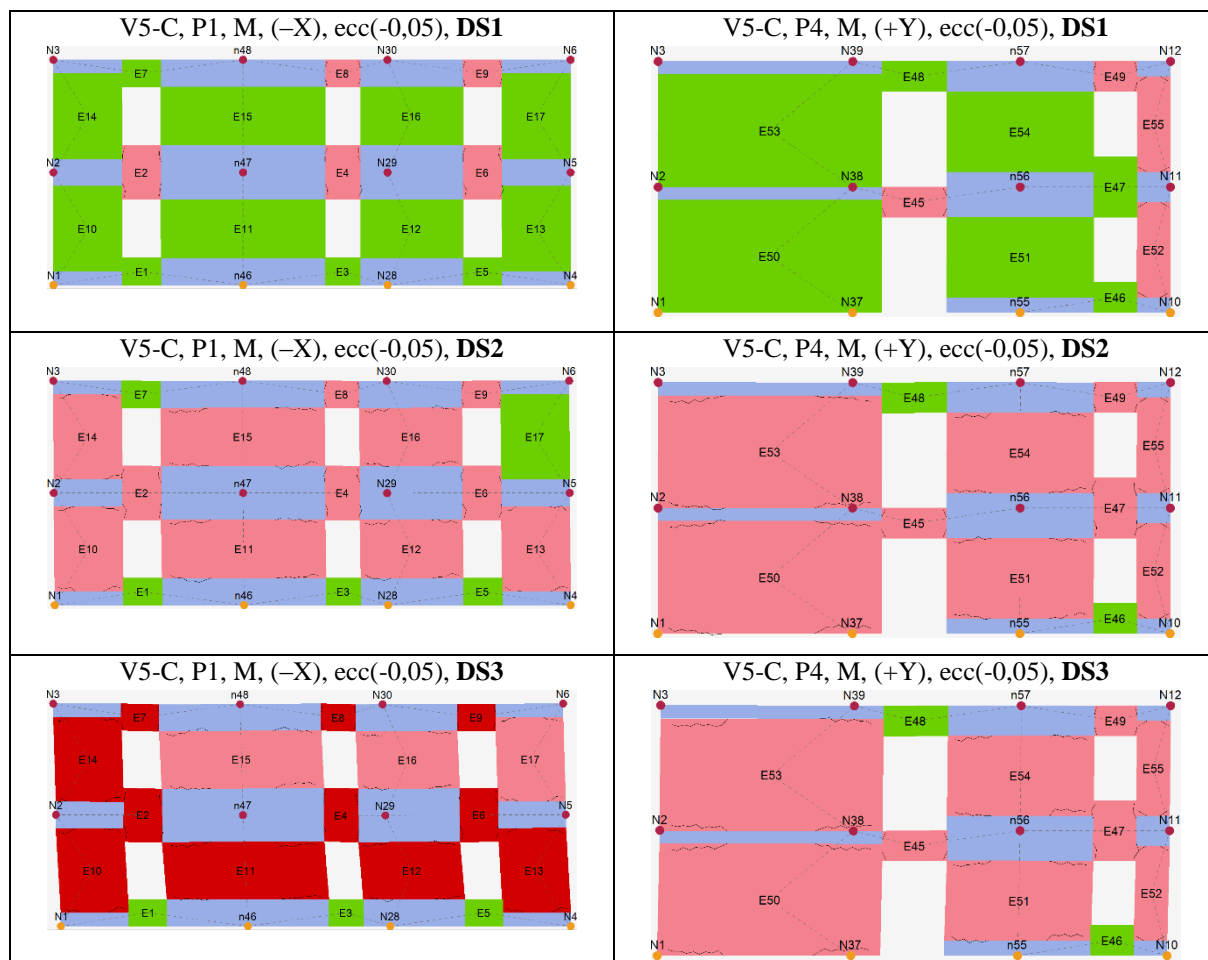 V5-C, P1, M, (−X), ecc(-0,05), DS1
N3 n48 N30 N6
E7 E8 E9
E14 E15 E16 E17
N2 E2 n47 E4 N29 E6 N5
E10 E11 E12 E13
N1 E1 n46 E3 N28 E5 N4
V5-C, P4, M, (+Y), ecc(-0,05), DS1
N3 N39 n57 N12
E48 E49
E53 E54 E55
N2 N38 n56 E47 N11
E45
E50 E51 E52
N1 N37 n55 E46 N10
V5-C, P1, M, (−X), ecc(-0,05), DS2
N3 n48 N30 N6
E7 E8 E9
E14 E15 E16 E17
N2 E2 n47 E4 N29 E6 N5
E10 E11 E12 E13
N1 E1 n46 E3 N28 E5 N4
V5-C, P4, M, (+Y), ecc(-0,05), DS2
N3 N39 n57 N12
E48 E49
E53 E54 E55
N2 N38 n56 E47 N11
E45
E50 E51 E52
N1 N37 n55 E46 N10
V5-C, P1, M, (−X), ecc(-0,05), DS3
N3 n48 N30 N6
E7 E8 E9
E14 E15 E16 E17
N2 E2 n47 E4 N29 E6 N5
E10 E11 E12 E13
N1 E1 n46 E3 N28 E5 N4
V5-C, P4, M, (+Y), ecc(-0,05), DS3
N3 N39 n57 N12
E48 E49
E53 E54 E55
N2 N38 n56 E47 N11
E45
E50 E51 E52
N1 N37 n55 E46 N10